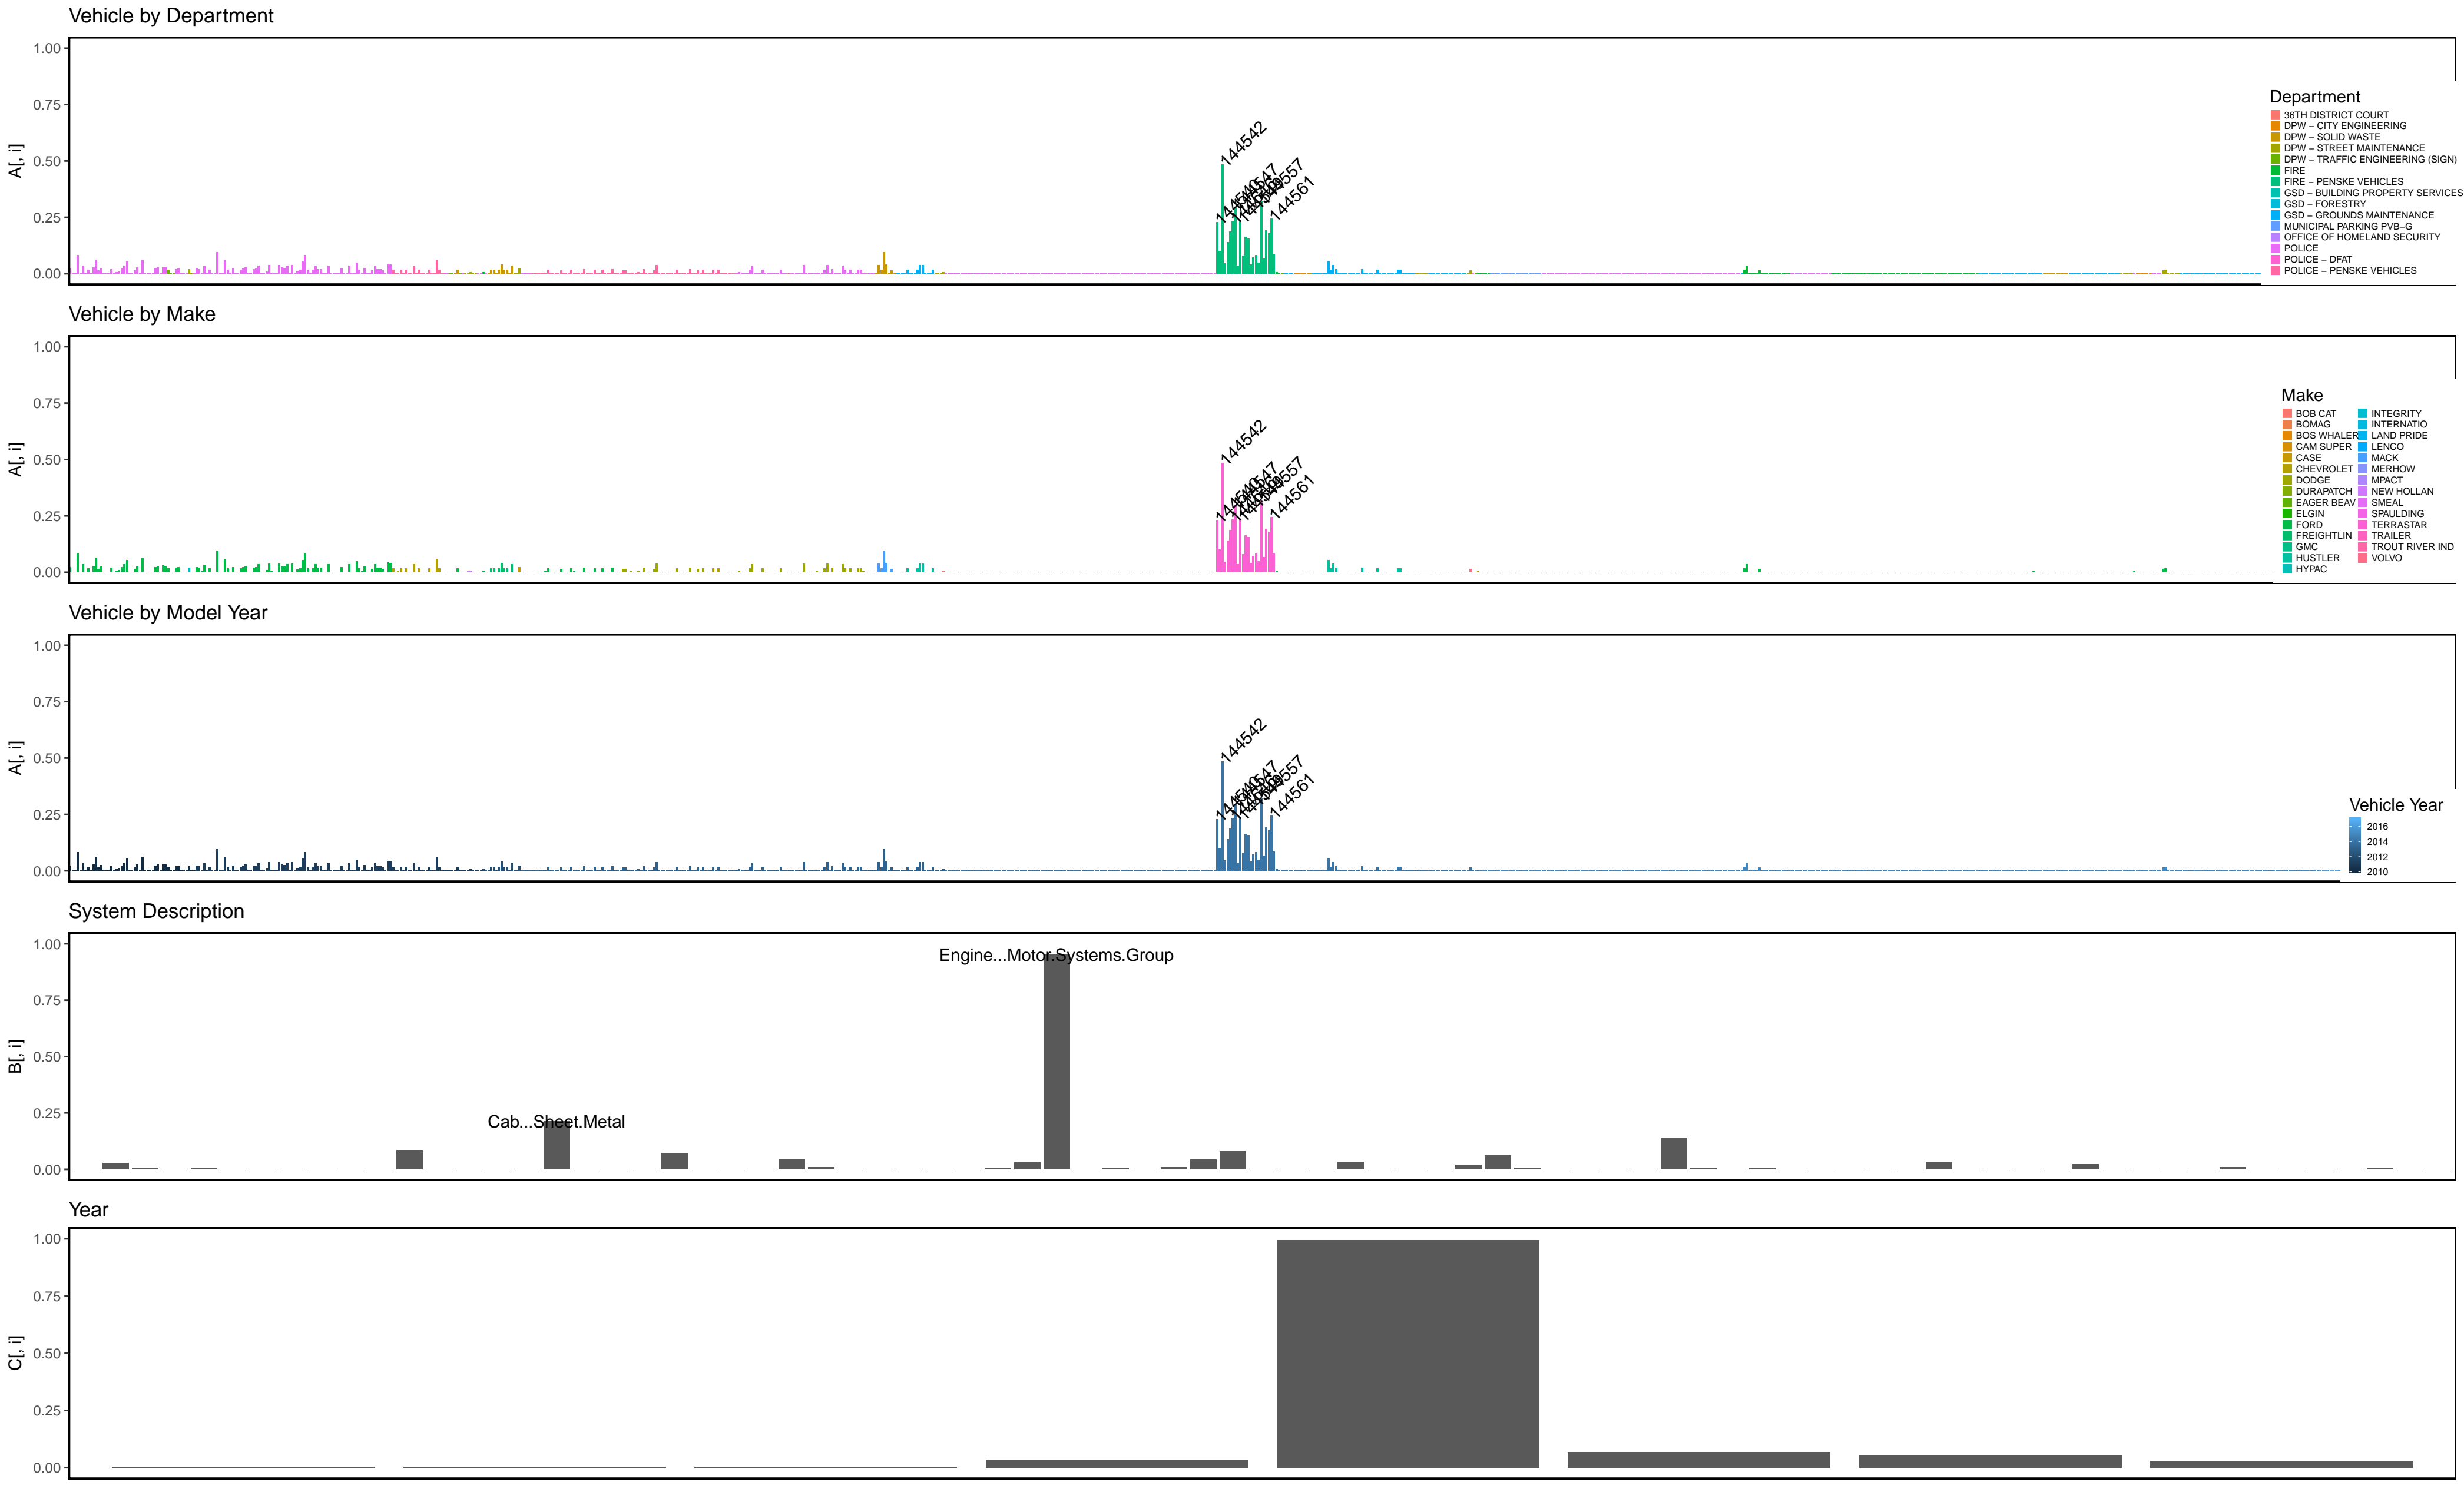 Vehicle by Department
A[, i]
1.00
0.75
0.50
0.25
0.00
144542
144547
144557
144561
Department
36TH DISTRICT COURT
DPW − CITY ENGINEERING
DPW − SOLID WASTE
DPW − STREET MAINTENANCE
DPW − TRAFFIC ENGINEERING (SIGN)
FIRE
FIRE − PENSKE VEHICLES
GSD − BUILDING PROPERTY SERVICES
GSD − FORESTRY
GSD − GROUNDS MAINTENANCE
MUNICIPAL PARKING PVB−G
OFFICE OF HOMELAND SECURITY
POLICE
POLICE − DFAT
POLICE − PENSKE VEHICLES
Vehicle by Make
A[, i]
1.00
0.75
0.50
0.25
0.00
144542
144547
144557
144561
Make
BOB CAT INTEGRITY
BOMAG INTERNATIO
BOS WHALER LAND PRIDE
CAM SUPER LENCO
CASE MACK
CHEVROLET MERHOW
DODGE MPACT
DURAPATCH NEW HOLLAN
EAGER BEAV SMEAL
ELGIN SPAULDING
FORD TERRASTAR
FREIGHTLIN TRAILER
GMC TROUT RIVER IND
HUSTLER VOLVO
HYPAC
Vehicle by Model Year
A[, i]
1.00
0.75
0.50
0.25
0.00
144542
144547
144557
144561
Vehicle Year
2016
2014
2012
2010
System Description
B[, i]
1.00
0.75
0.50
0.25
0.00
Engine...Motor.Systems.Group
Cab...Sheet.Metal
Year
C[, i]
1.00
0.75
0.50
0.25
0.00